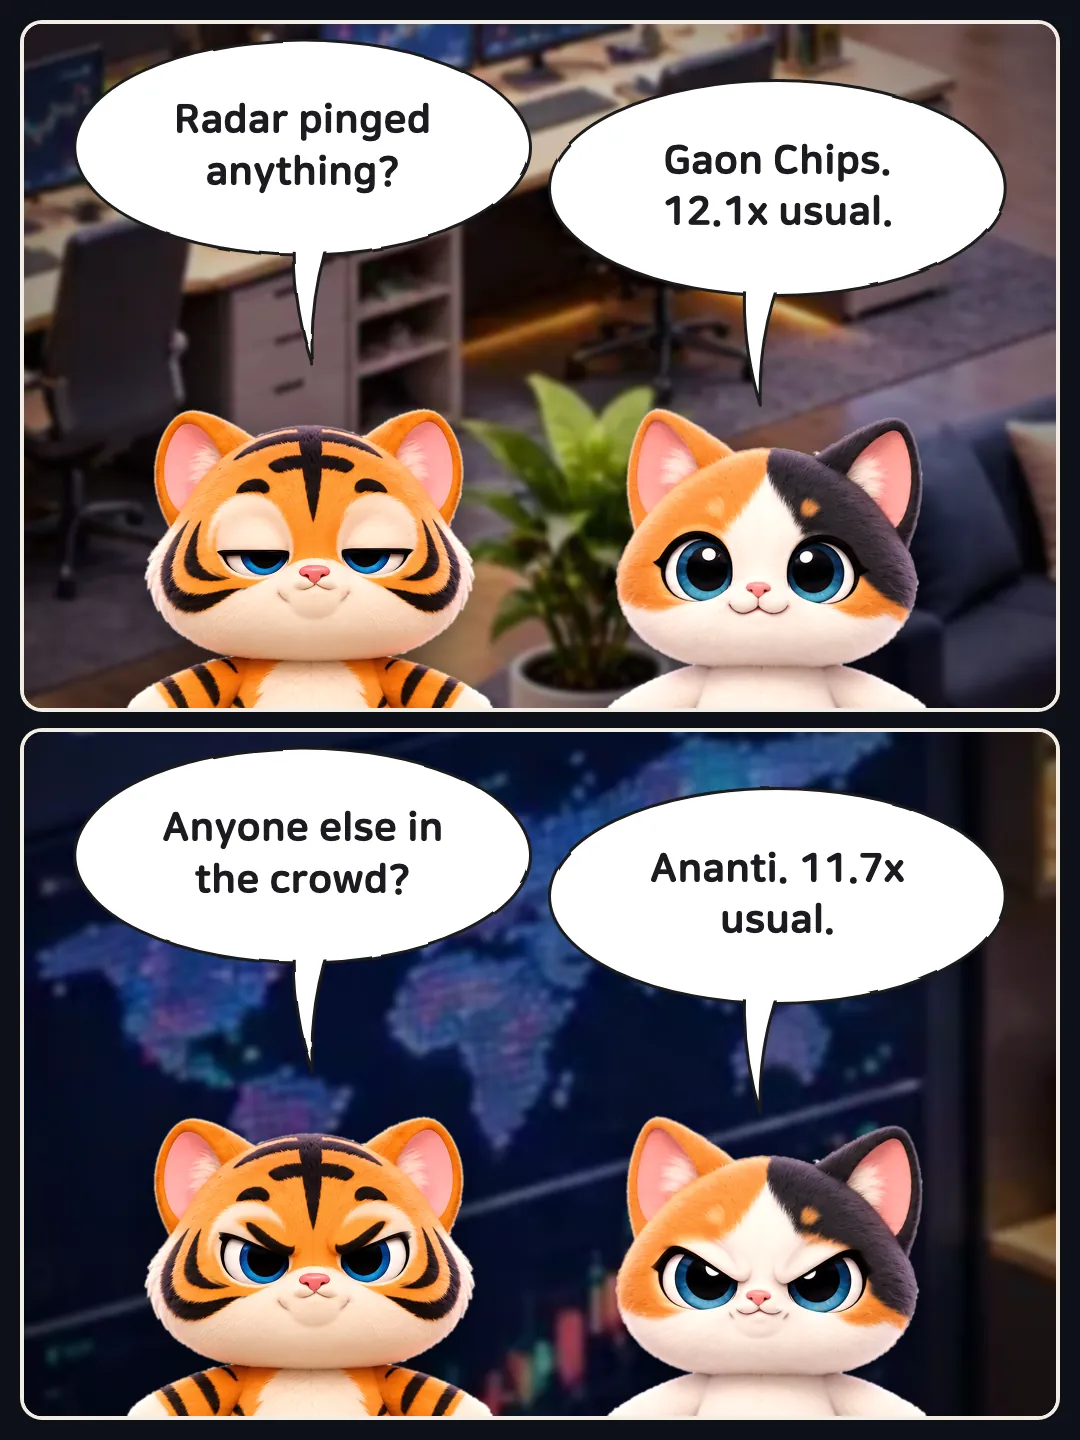 Radar pinged
anything?
Gaon Chips.
12.1x usual.
Anyone else in
the crowd?
Ananti. 11.7x
usual.